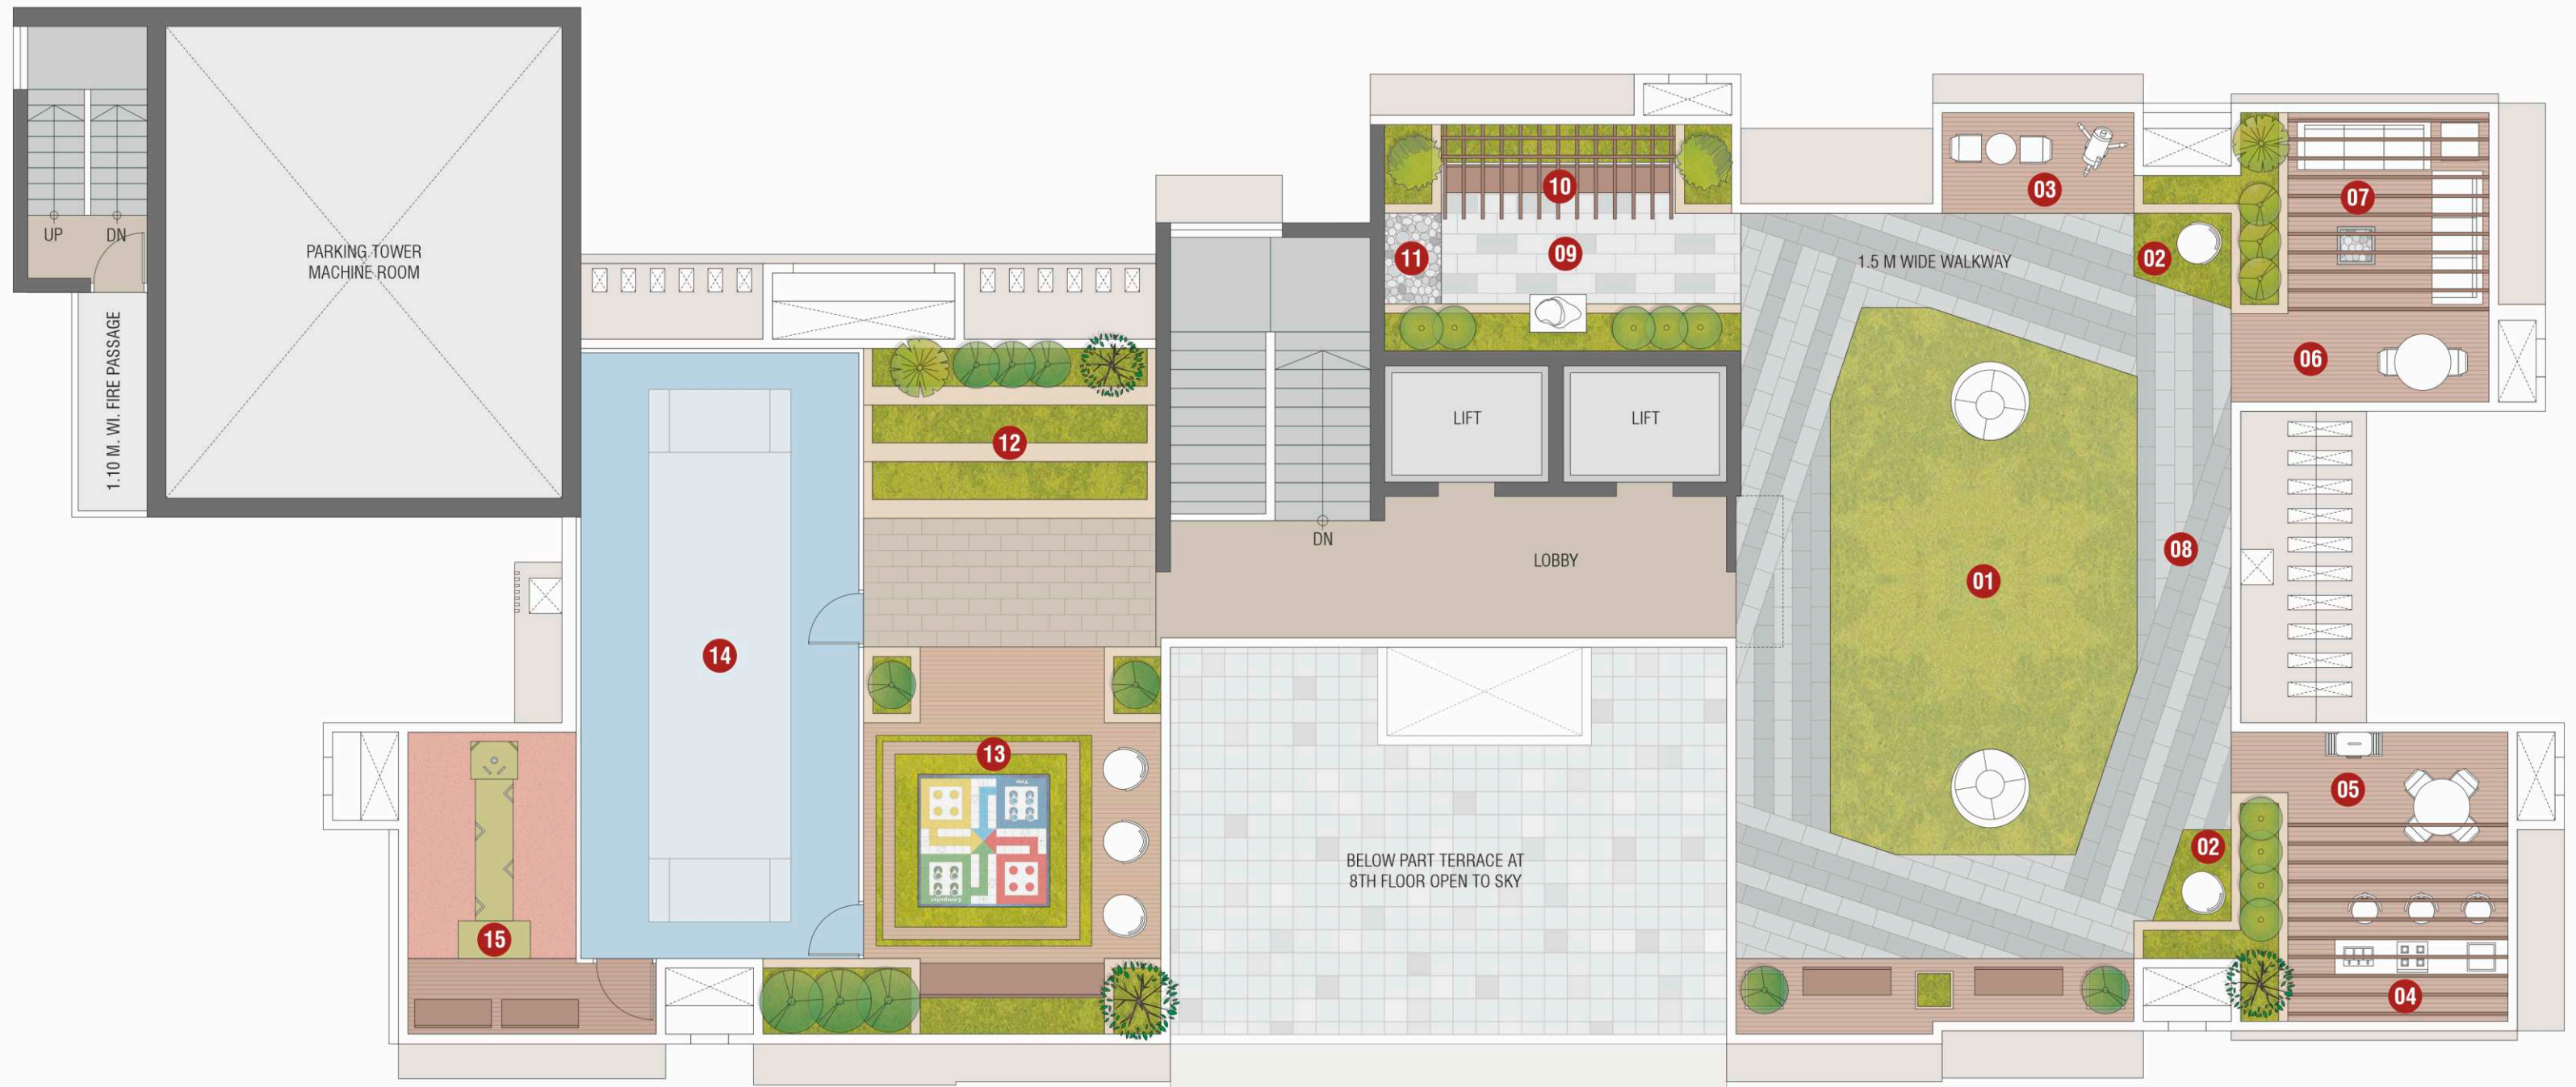 UP
DN
PARKING TOWER
MACHINE ROOM
1.10 M. WI. FIRE PASSAGE
10
03
07
11
09
1.5 M WIDE WALKWAY
02
06
LIFT
LIFT
12
DN
LOBBY
08
01
14
13
05
BELOW PART TERRACE AT
8TH FLOOR OPEN TO SKY
02
15
04
You
Computer